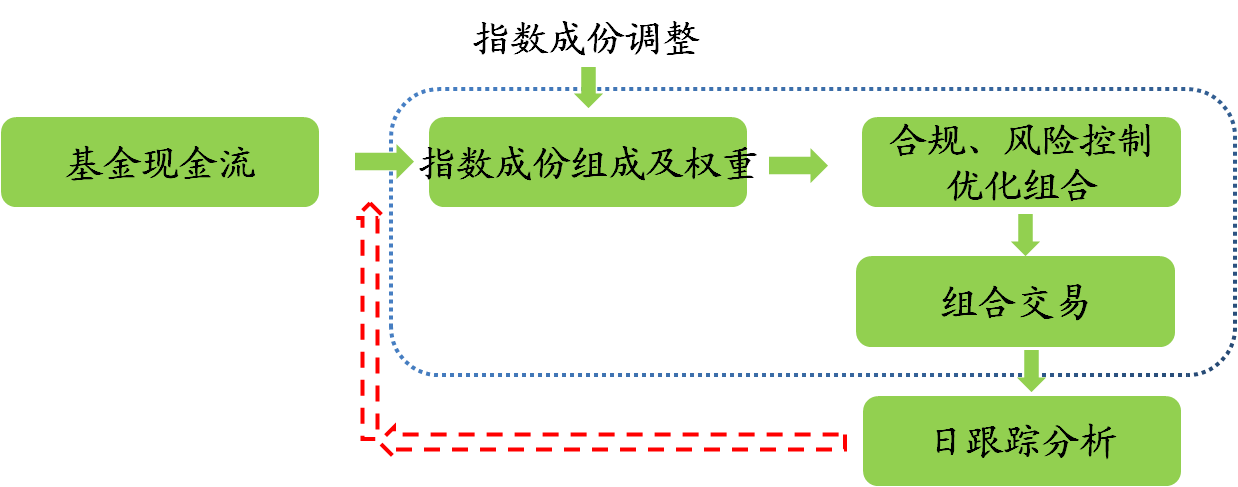 指数成份调整
基金现金流
指数成份组成及权重
合规、风险控制
优化组合
组合交易
日跟踪分析